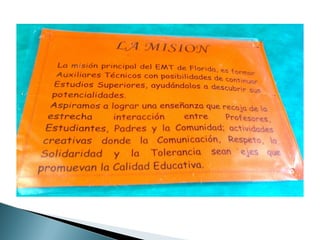 LA MISION
La misión principal del EMT de Florida, es formar
Auxiliares Técnicos con posibilidades de continuar
Estudios Superiores, ayudándolos a descubrir sus
potencialidades.
Aspiramos a lograr una enseñanza que recoja de la
estrecha interacción entre Profesores,
Estudiantes, Padres y la Comunidad; actividades
creativas donde la Comunicación, Respeto, la
Solidaridad y la Tolerancia sean ejes que
promuevan la Calidad Educativa.